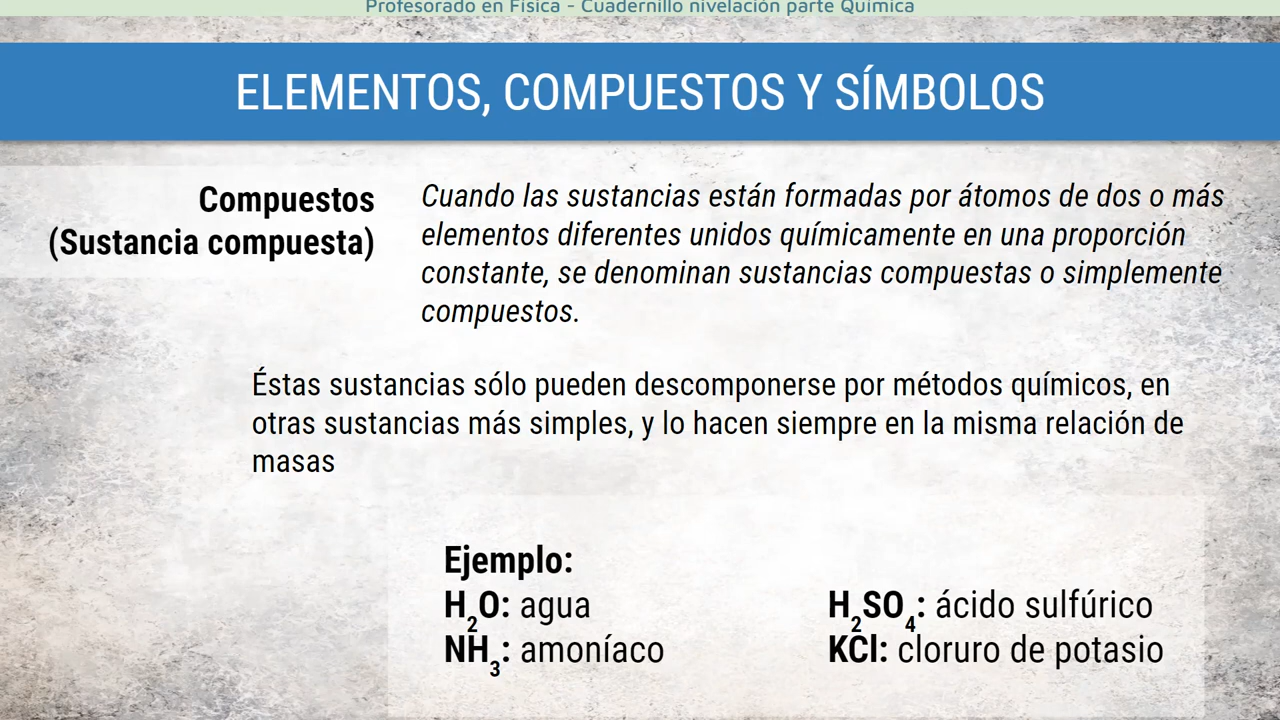 Profesorado en Física - Cuadernillo nivelación parte Química
ELEMENTOS, COMPUESTOS Y SÍMBOLOS
Compuestos
(Sustancia compuesta)
Cuando las sustancias están formadas por átomos de dos o más
elementos diferentes unidos químicamente en una proporción
constante, se denominan sustancias compuestas o simplemente
compuestos.
Éstas sustancias sólo pueden descomponerse por métodos químicos, en
otras sustancias más simples, y lo hacen siempre en la misma relación de
masas
Ejemplo:
H₂O: agua
NH₃: amoníaco
H₂SO₄: ácido sulfúrico
KCl: cloruro de potasio